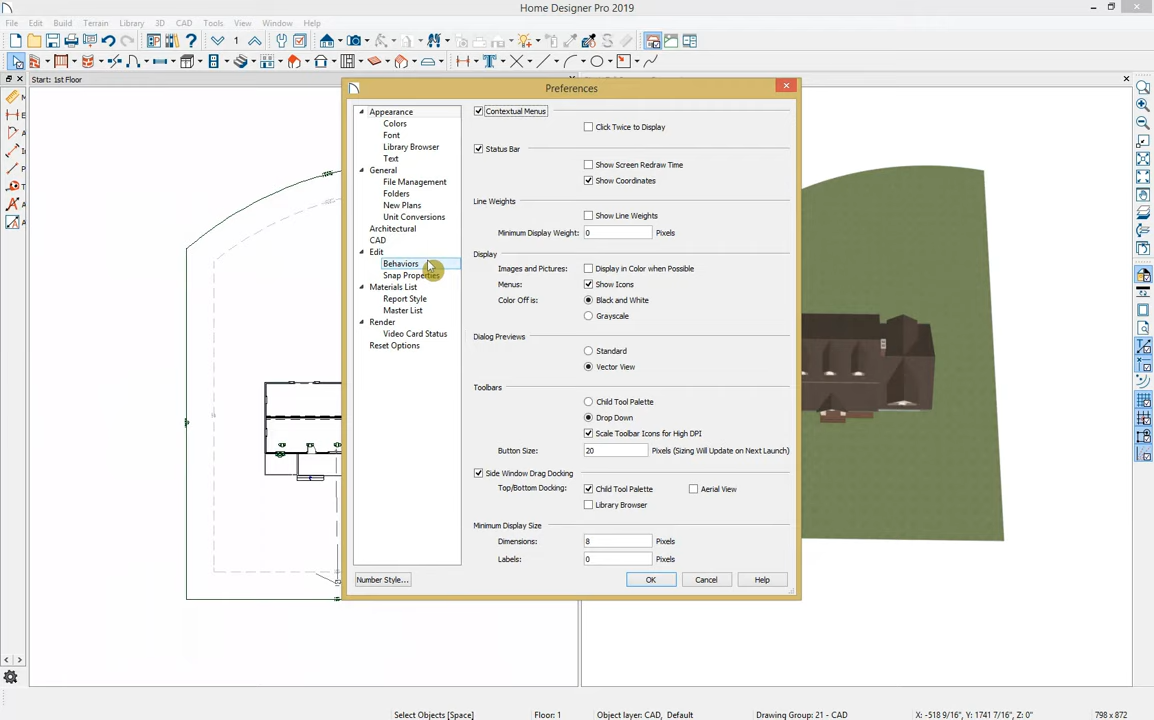 Home Designer Pro 2019
File Edit Build Terrain Library 3D CAD Tools View Window Help
1
Start: 1st Floor
Preferences
Appearance
Colors
Font
Library Browser
Text
General
File Management
Folders
New Plans
Unit Conversions
Architectural
CAD
Edit
Behaviors
Snap Properties
Materials List
Report Style
Master List
Render
Video Card Status
Reset Options
Contextual Menus
Click Twice to Display
Status Bar
Show Screen Redraw Time
Show Coordinates
Line Weights
Show Line Weights
Minimum Display Weight: 0 Pixels
Display
Images and Pictures: Display in Color when Possible
Menus: Show Icons
Color Off is: Black and White
Grayscale
Dialog Previews
Standard
Vector View
Toolbars
Child Tool Palette
Drop Down
Scale Toolbar Icons for High DPI
Button Size: 20 Pixels (Sizing Will Update on Next Launch)
Side Window Drag Docking
Top/Bottom Docking: Child Tool Palette Aerial View
Library Browser
Minimum Display Size
Dimensions: 8 Pixels
Labels: 0 Pixels
Number Style... OK Cancel Help
Select Objects [Space] Floor: 1 Object layer: CAD, Default Drawing Group: 21 - CAD X: -518 9/16", Y: 1741 7/16", Z: 0" 798 x 872